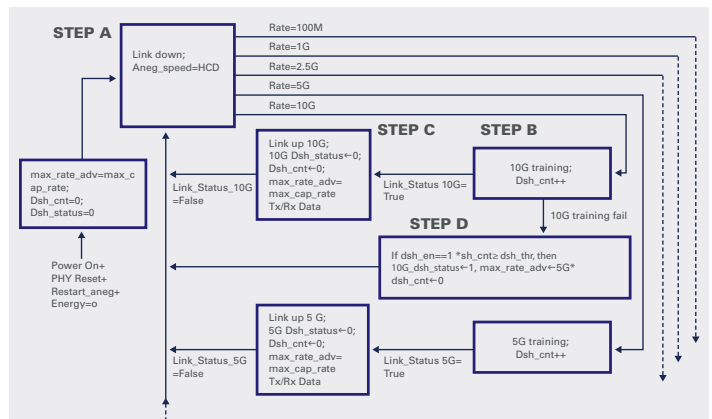 STEP A
Link down;
Aneg_speed=HCD
Rate=100M
Rate=1G
Rate=2.5G
Rate=5G
Rate=10G
max_rate_adv=max_c
ap_rate;
Dsh_cnt=0;
Dsh_status=0
Power On+
PHY Reset+
Restart_aneg+
Energy=o
STEP C
Link up 10G;
10G Dsh_status←0;
Dsh_cnt←0;
max_rate_adv=
max_cap_rate
Tx/Rx Data
Link_Status_10G
=False
Link_Status 10G=
True
STEP B
10G training;
Dsh_cnt++
10G training fail
STEP D
If dsh_en==1 *sh_cnt≥ dsh_thr, then
10G_dsh_status←1, max_rate_adv←5G*
dsh_cnt←0
Link up 5 G;
5G Dsh_status←0;
Dsh_cnt←0;
max_rate_adv=
max_cap_rate
Tx/Rx Data
Link_Status_5G
=False
Link_Status 5G=
True
5G training;
Dsh_cnt++